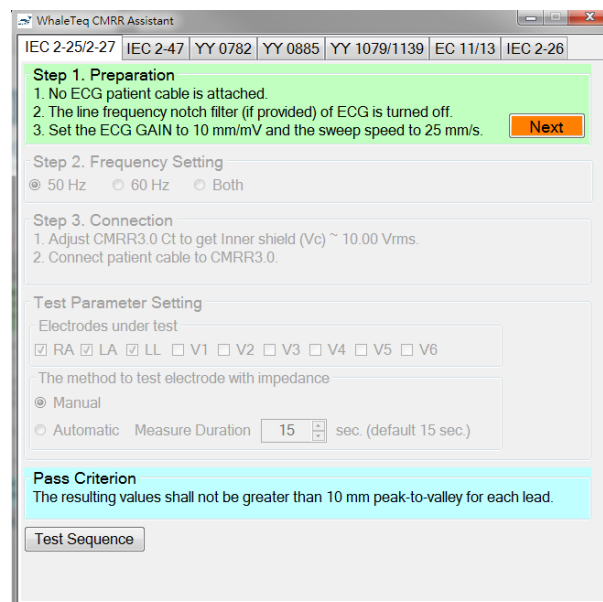 WhaleTeq CMRR Assistant
IEC 2-25/2-27 IEC 2-47 YY 0782 YY 0885 YY 1079/1139 EC 11/13 IEC 2-26
Step 1. Preparation
1. No ECG patient cable is attached.
2. The line frequency notch filter (if provided) of ECG is turned off.
3. Set the ECG GAIN to 10 mm/mV and the sweep speed to 25 mm/s.
Next
Step 2. Frequency Setting
50 Hz 60 Hz Both
Step 3. Connection
1. Adjust CMRR3.0 Ct to get Inner shield (Vc) ~ 10.00 Vrms.
2. Connect patient cable to CMRR3.0.
Test Parameter Setting
Electrodes under test
RA LA LL V1 V2 V3 V4 V5 V6
The method to test electrode with impedance
Manual
Automatic Measure Duration 15 sec. (default 15 sec.)
Pass Criterion
The resulting values shall not be greater than 10 mm peak-to-valley for each lead.
Test Sequence